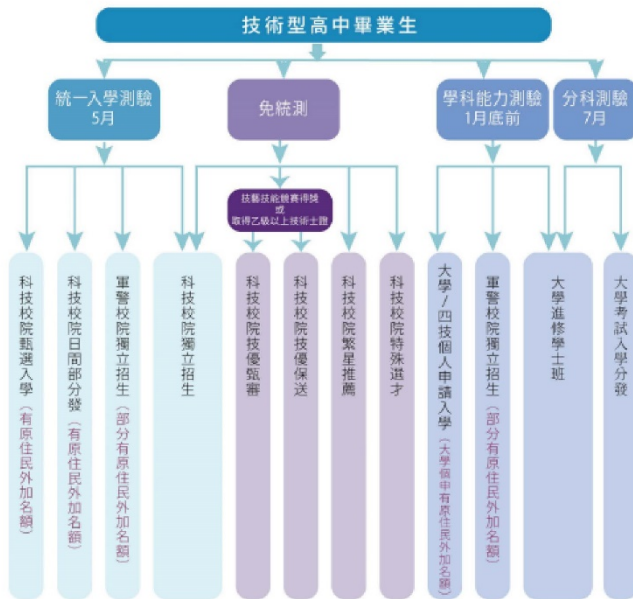 技術型高中畢業生
統一入學測驗
5月
免統測
學科能力測驗
1月底前
分科測驗
7月
技藝技能競賽得獎
或
取得乙級以上技術士證
科技校院甄選入學(有原住民外加名額)
科技校院日間部分發(有原住民外加名額)
軍警校院獨立招生(部分有原住民外加名額)
科技校院獨立招生
科技校院技優甄審
科技校院技優保送
科技校院繁星推薦
科技校院特殊選才
大學/四技個人申請入學(大學個申有原住民外加名額)
軍警校院獨立招生(部分有原住民外加名額)
大學進修學士班
大學考試入學分發